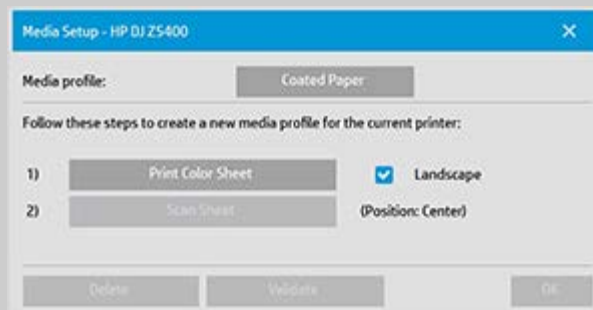 Media Setup - HP DJ Z5400
Media profile: Coated Paper
Follow these steps to create a new media profile for the current printer:
1) Print Color Sheet Landscape
2) Scan Sheet (Position: Center)
Delete Validate OK